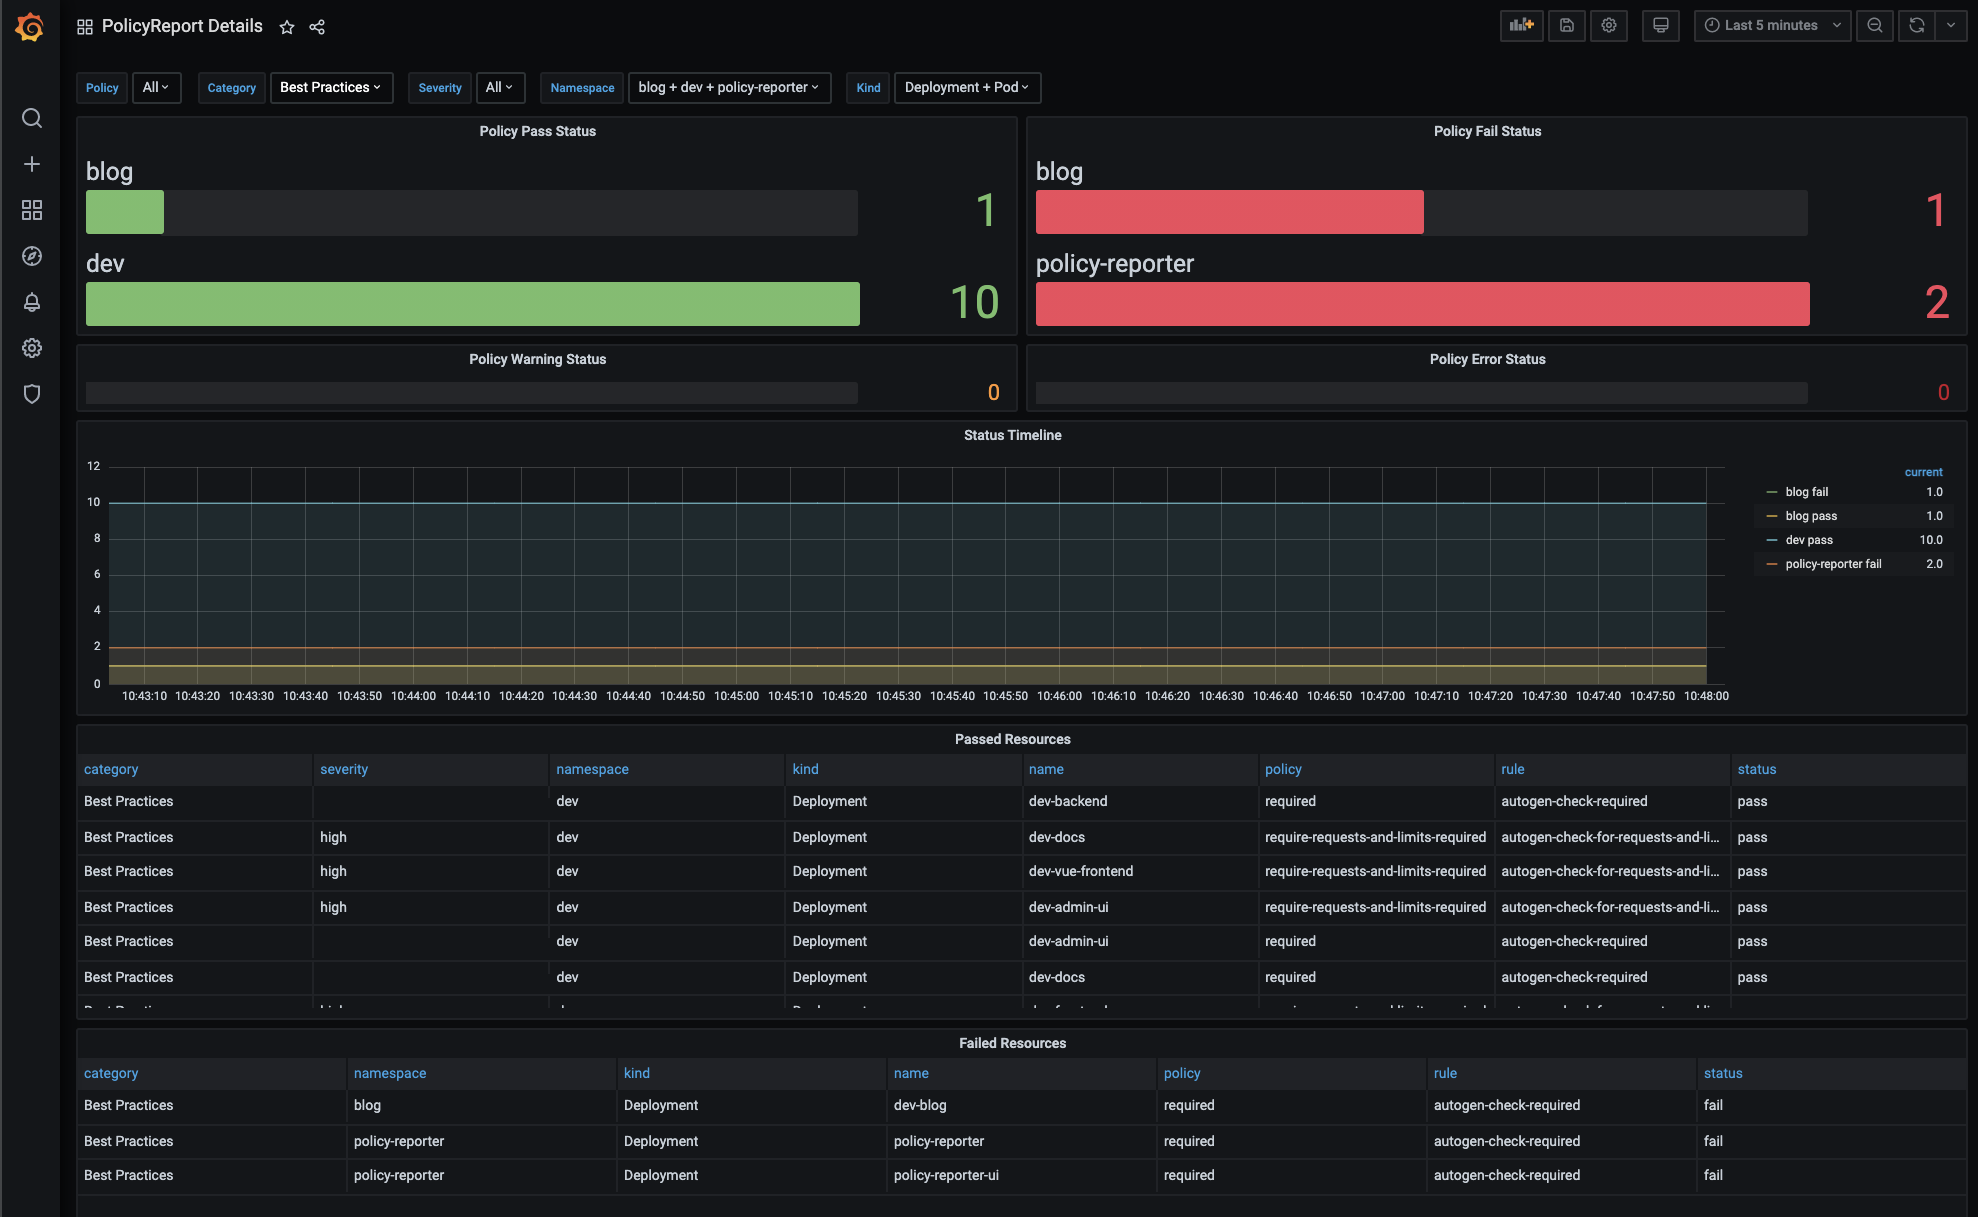 PolicyReport Details
Last 5 minutes
Policy All Category Best Practices Severity All Namespace blog + dev + policy-reporter Kind Deployment + Pod
Policy Pass Status
blog
1
dev
10
Policy Fail Status
blog
1
policy-reporter
2
Policy Warning Status
0
Policy Error Status
0
Status Timeline
12
10
8
6
4
2
0
10:43:10 10:43:20 10:43:30 10:43:40 10:43:50 10:44:00 10:44:10 10:44:20 10:44:30 10:44:40 10:44:50 10:45:00 10:45:10 10:45:20 10:45:30 10:45:40 10:45:50 10:46:00 10:46:10 10:46:20 10:46:30 10:46:40 10:46:50 10:47:00 10:47:10 10:47:20 10:47:30 10:47:40 10:47:50 10:48:00
current
blog fail 1.0
blog pass 1.0
dev pass 10.0
policy-reporter fail 2.0
Passed Resources
category severity namespace kind name policy rule status
Best Practices dev Deployment dev-backend required autogen-check-required pass
Best Practices high dev Deployment dev-docs require-requests-and-limits-required autogen-check-for-requests-and-li... pass
Best Practices high dev Deployment dev-vue-frontend require-requests-and-limits-required autogen-check-for-requests-and-li... pass
Best Practices high dev Deployment dev-admin-ui require-requests-and-limits-required autogen-check-for-requests-and-li... pass
Best Practices dev Deployment dev-admin-ui required autogen-check-required pass
Best Practices dev Deployment dev-docs required autogen-check-required pass
Failed Resources
category namespace kind name policy rule status
Best Practices blog Deployment dev-blog required autogen-check-required fail
Best Practices policy-reporter Deployment policy-reporter required autogen-check-required fail
Best Practices policy-reporter Deployment policy-reporter-ui required autogen-check-required fail